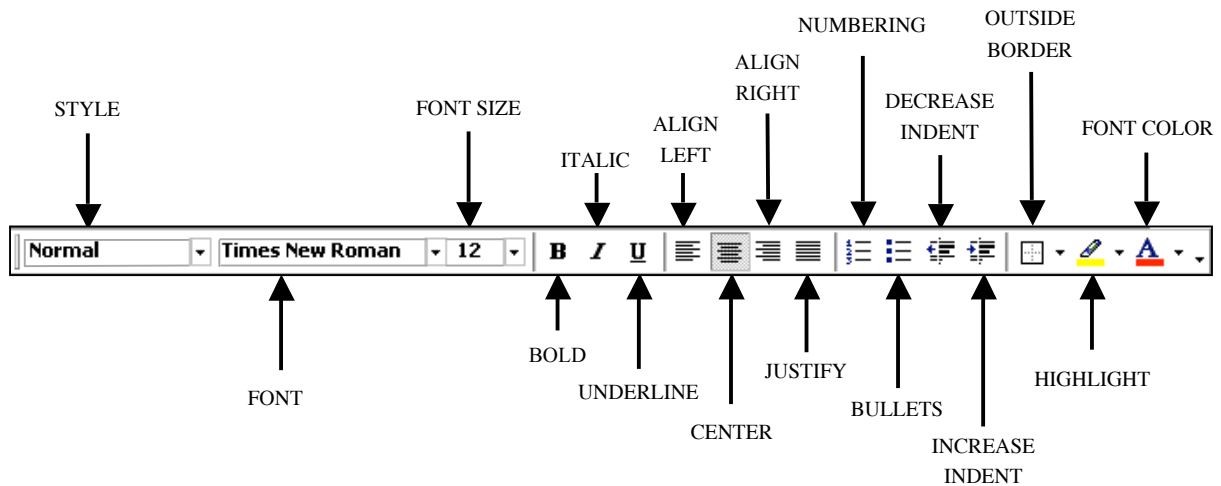 OUTSIDE
BORDER
NUMBERING
ALIGN
RIGHT
DECREASE
INDENT
STYLE
FONT SIZE
ALIGN
LEFT
FONT COLOR
ITALIC
Normal Times New Roman 12 B I U A
BOLD
UNDERLINE
JUSTIFY
HIGHLIGHT
FONT
BULLETS
CENTER
INCREASE
INDENT